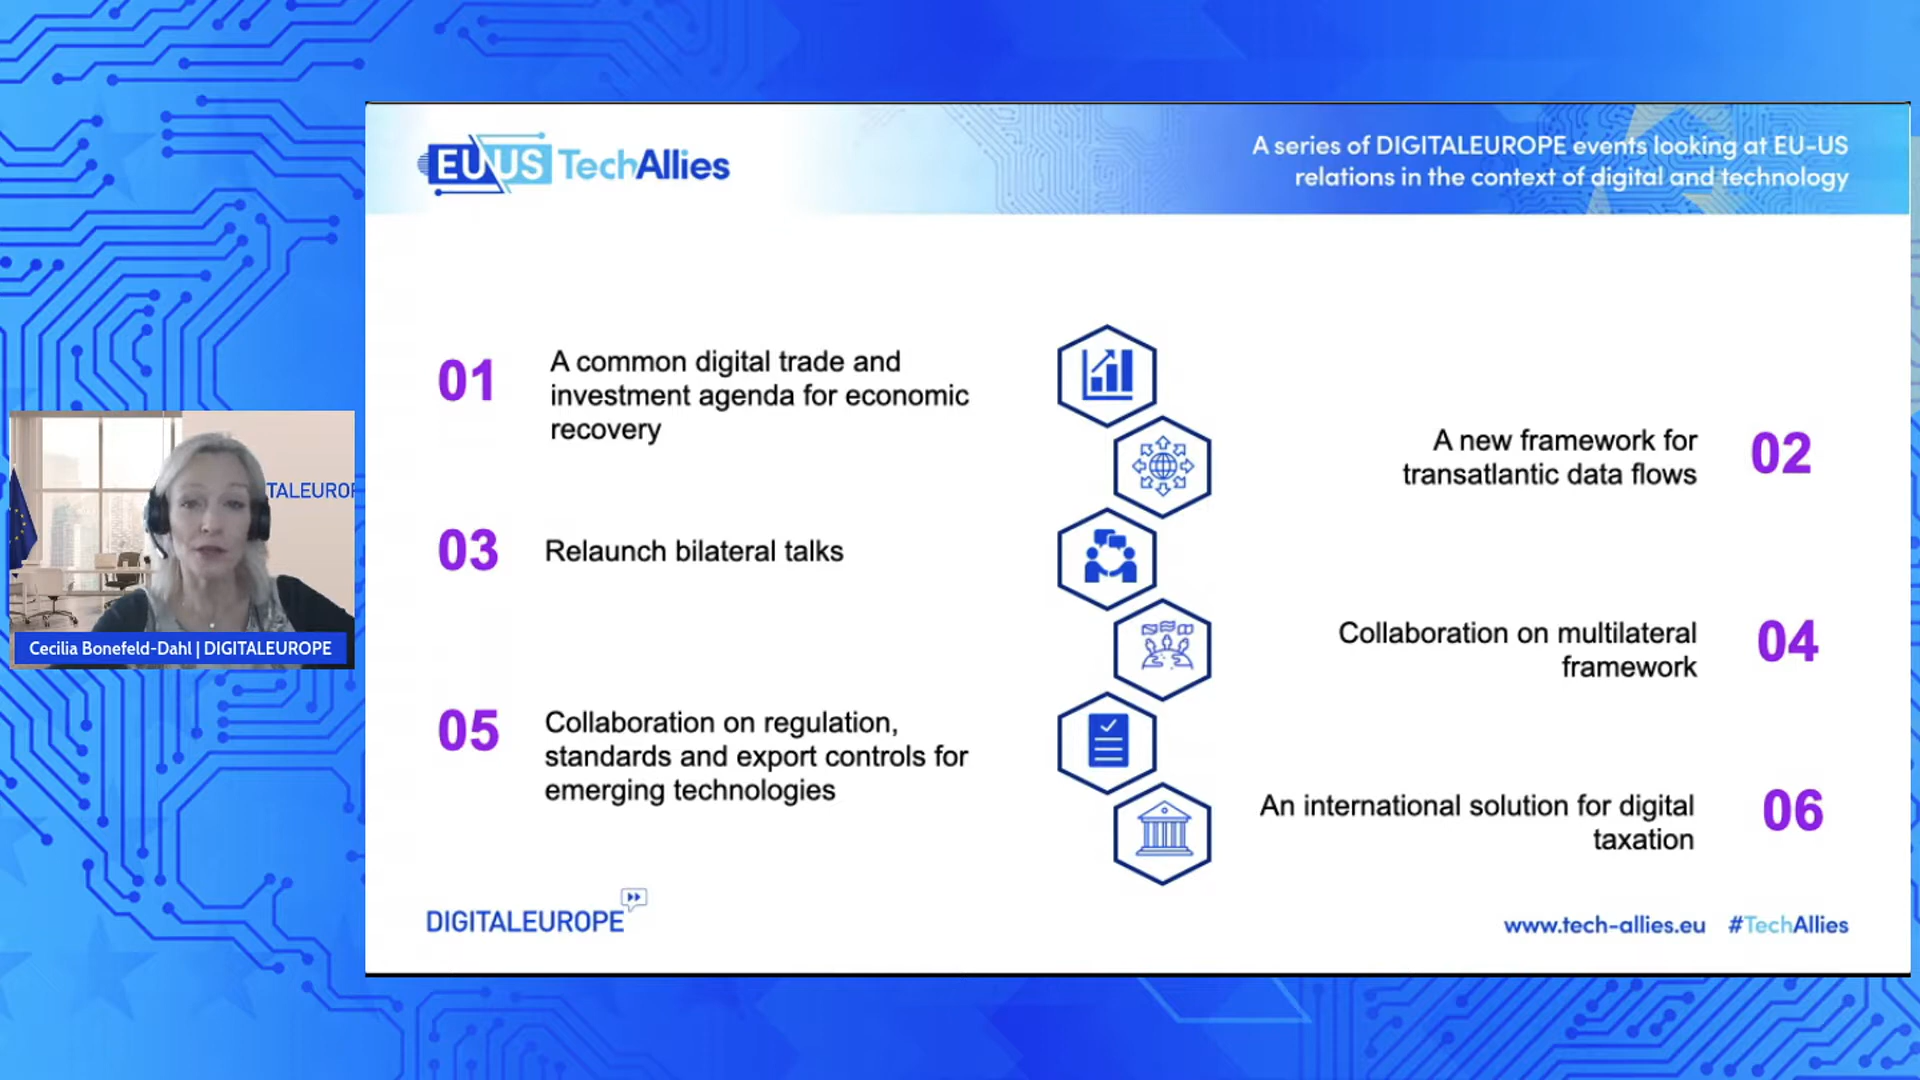 EU US TechAllies
A series of DIGITALEUROPE events looking at EU-US
relations in the context of digital and technology
01
A common digital trade and
investment agenda for economic
recovery
A new framework for
transatlantic data flows
02
03
Relaunch bilateral talks
Collaboration on multilateral
framework
04
05
Collaboration on regulation,
standards and export controls for
emerging technologies
An international solution for digital
taxation
06
TALEUROP
Cecilia Bonefeld-Dahl | DIGITALEUROPE
DIGITALEUROPE
www.tech-allies.eu #TechAllies